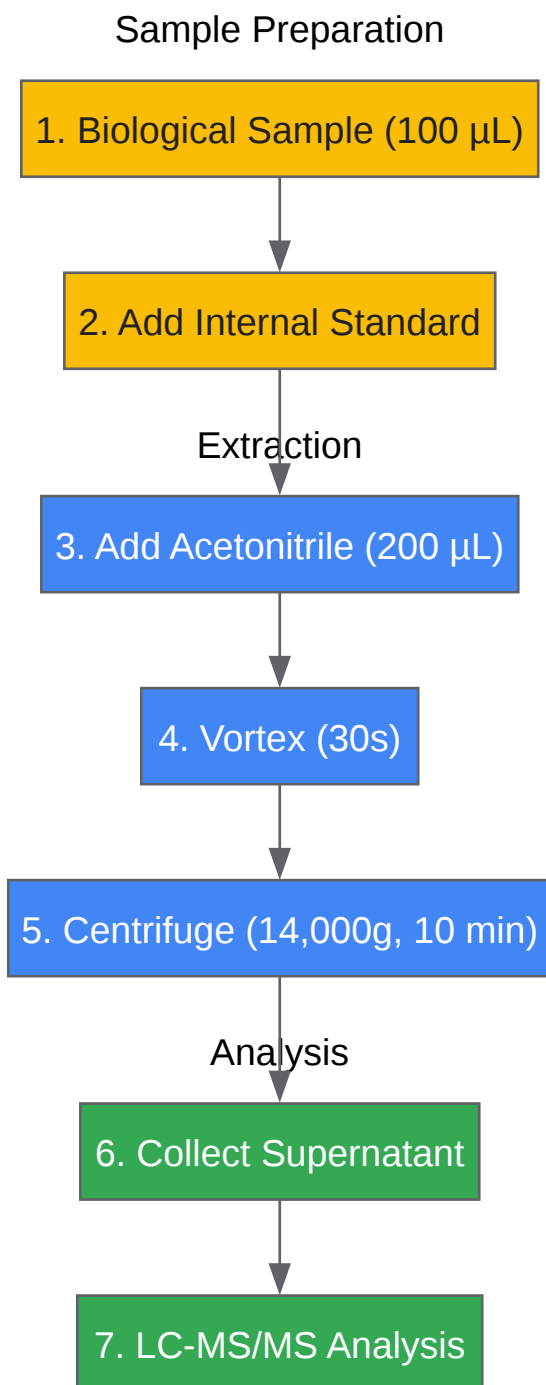 Sample Preparation
1. Biological Sample (100 µL)
2. Add Internal Standard
Extraction
3. Add Acetonitrile (200 µL)
4. Vortex (30s)
5. Centrifuge (14,000g, 10 min)
Analysis
6. Collect Supernatant
7. LC-MS/MS Analysis